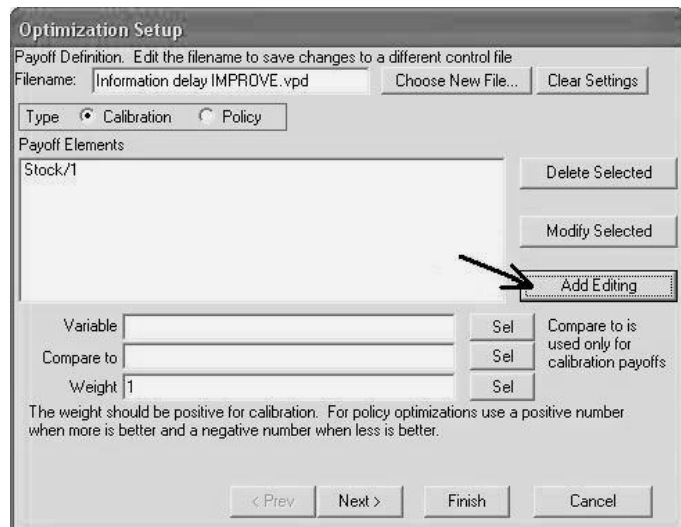 Optimization Setup
Payoff Definition. Edit the filename to save changes to a different control file
Filename: Information delay IMPROVE.vpd Choose New File... Clear Settings
Type Calibration Policy
Payoff Elements
Stock/1
Delete Selected
Modify Selected
Add Editing
Variable Sel
Compare to Sel
Weight 1 Sel
Compare to is
used only for
calibration payoffs
The weight should be positive for calibration. For policy optimizations use a positive number
when more is better and a negative number when less is better.
< Prev Next > Finish Cancel